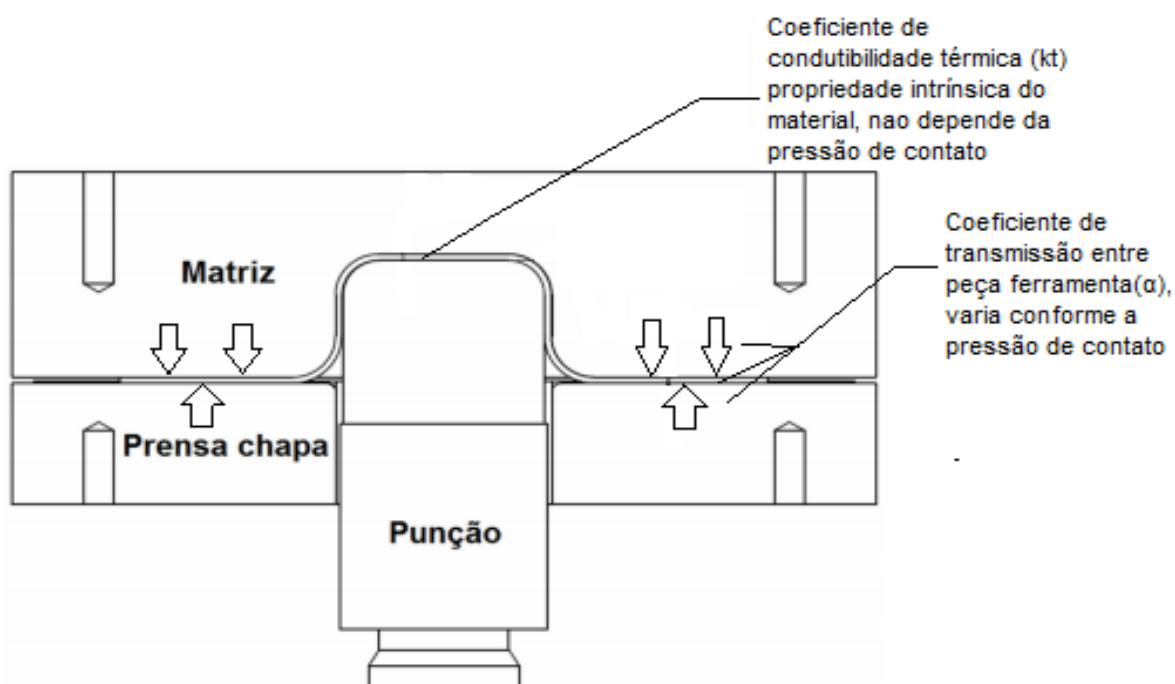 Coeficiente de
condutibilidade térmica (kt)
propriedade intrínsica do
material, nao depende da
pressão de contato
Coeficiente de
transmissão entre
peça ferramenta(α),
varia conforme a
pressão de contato
Matriz
Prensa chapa
Punção